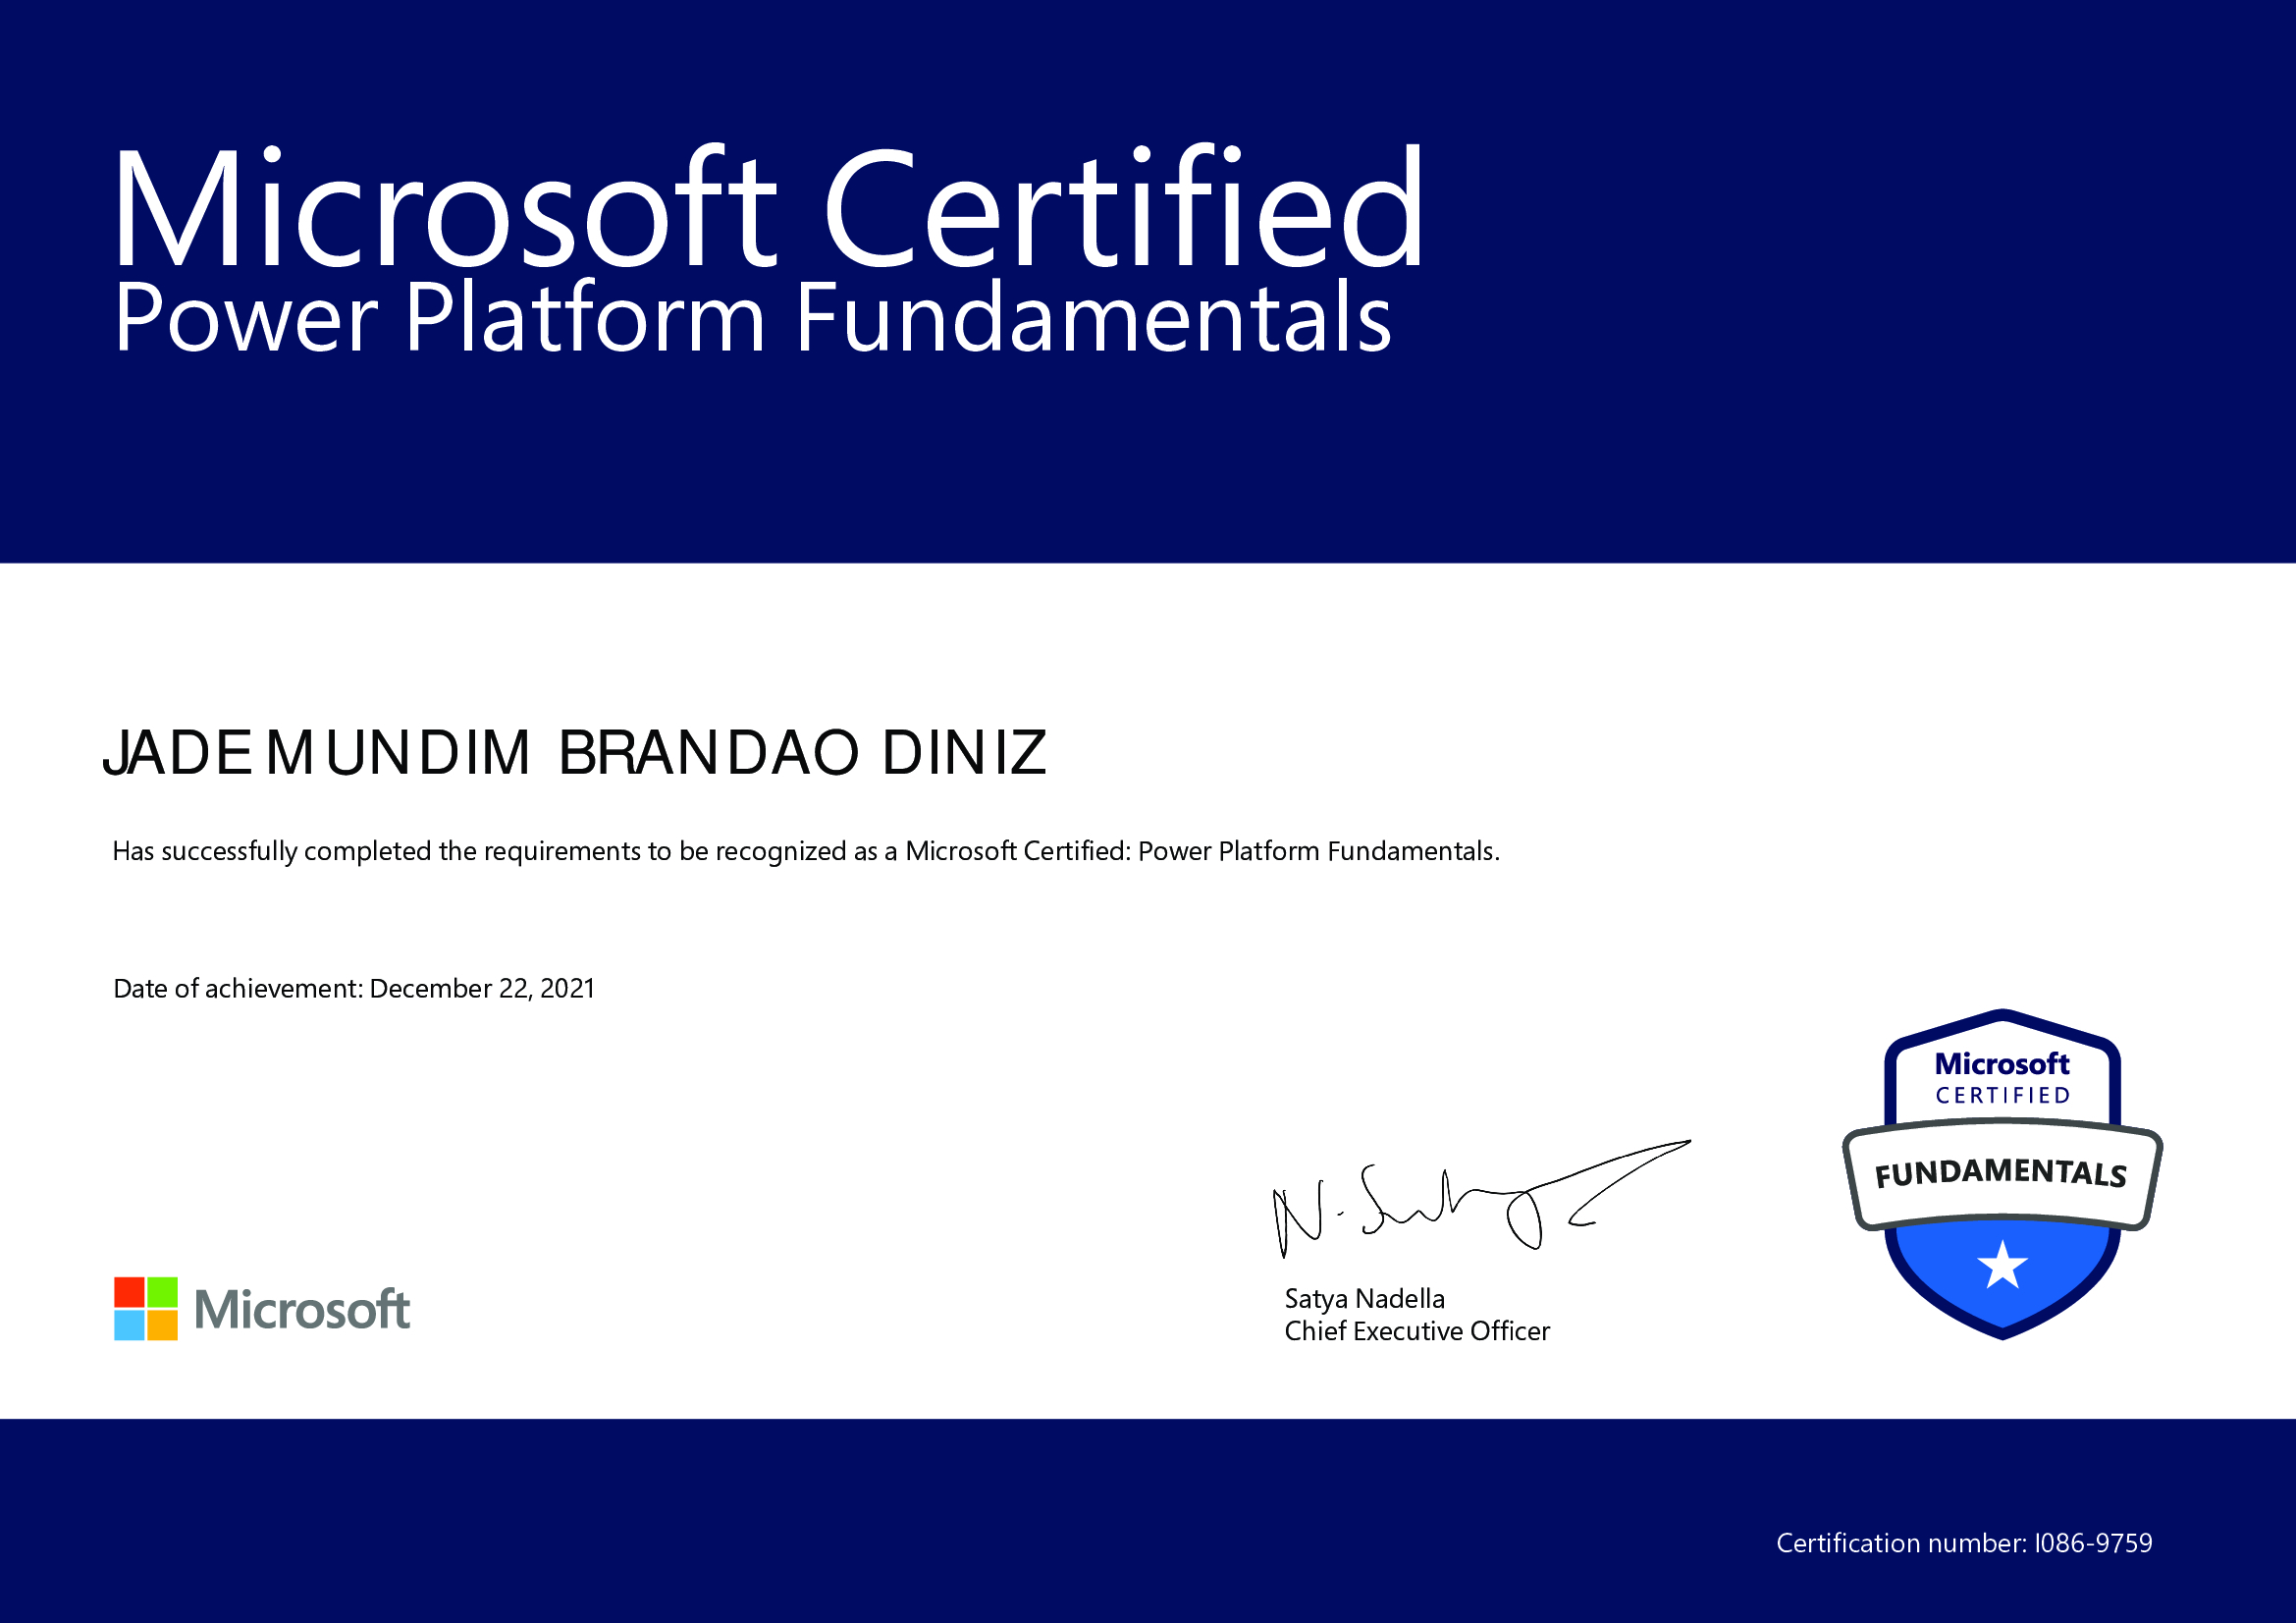 Microsoft Certified
Power Platform Fundamentals
JADE MUNDIM BRANDAO DINIZ
Has successfully completed the requirements to be recognized as a Microsoft Certified: Power Platform Fundamentals.
Date of achievement: December 22, 2021
Microsoft
CERTIFIED
FUNDAMENTALS
N. Satya
Satya Nadella
Chief Executive Officer
Microsoft
Certification number: I086-9759